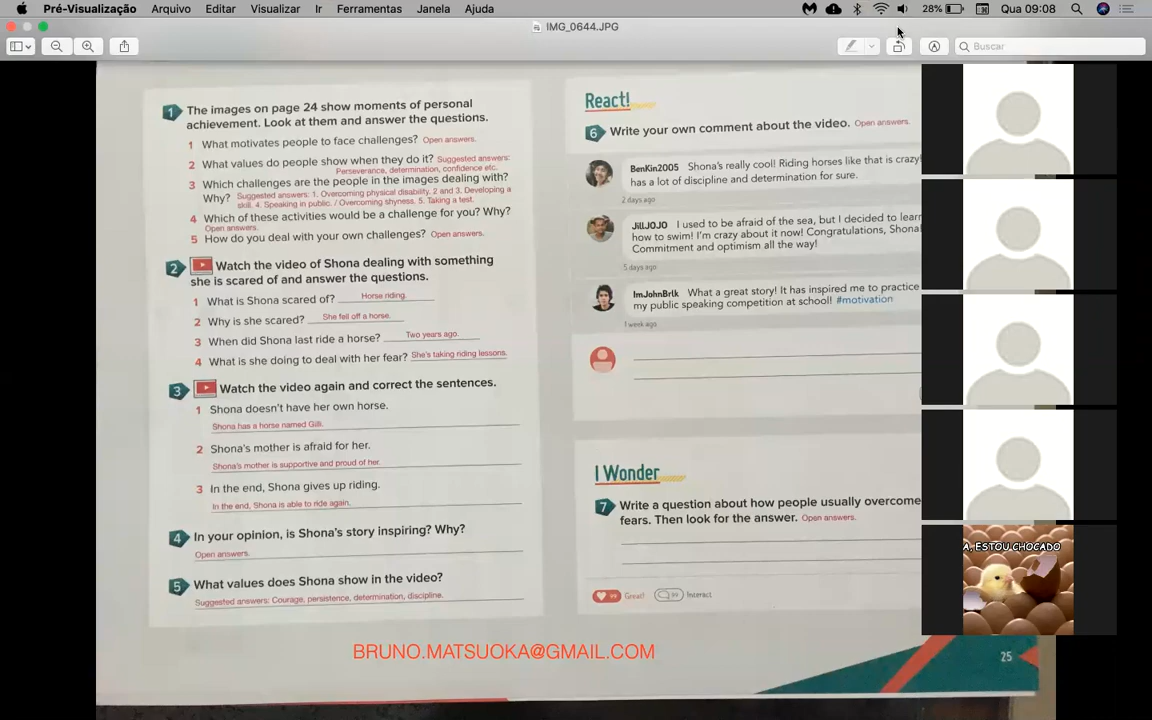 Pré-Visualização Arquivo Editar Visualizar Ir Ferramentas Janela Ajuda 28% Qua 09:08
IMG_0644.JPG
Buscar
1 The images on page 24 show moments of personal
achievement. Look at them and answer the questions.
1 What motivates people to face challenges? Open answers.
2 What values do people show when they do it? Suggested answers:
Perseverance, determination, confidence etc.
3 Which challenges are the people in the images dealing with?
Why? Suggested answers: 1. Overcoming physical disability. 2 and 3. Developing a
skill. 4. Speaking in public. / Overcoming shyness. 5. Taking a test.
4 Which of these activities would be a challenge for you? Why?
Open answers.
5 How do you deal with your own challenges? Open answers.
2 Watch the video of Shona dealing with something
she is scared of and answer the questions.
1 What is Shona scared of? Horse riding.
2 Why is she scared? She fell off a horse.
3 When did Shona last ride a horse? Two years ago.
4 What is she doing to deal with her fear? She's taking riding lessons.
3 Watch the video again and correct the sentences.
1 Shona doesn't have her own horse.
Shona has a horse named Gilli.
2 Shona's mother is afraid for her.
Shona's mother is supportive and proud of her.
3 In the end, Shona gives up riding.
In the end, Shona is able to ride again.
4 In your opinion, is Shona's story inspiring? Why?
Open answers.
5 What values does Shona show in the video?
Suggested answers: Courage, persistence, determination, discipline.
React!
6 Write your own comment about the video. Open answers.
BenKin2005 Shona's really cool! Riding horses like that is crazy!
has a lot of discipline and determination for sure.
2 days ago
JillJOJO I used to be afraid of the sea, but I decided to learn
how to swim! I'm crazy about it now! Congratulations, Shona!
Commitment and optimism all the way!
5 days ago
ImJohnBrlk What a great story! It has inspired me to practice
my public speaking competition at school! #motivation
1 week ago
I Wonder
7 Write a question about how people usually overcome
fears. Then look for the answer. Open answers.
99 Great! 99 Interact
A, ESTOU CHOCADO
BRUNO.MATSUOKA@GMAIL.COM
25